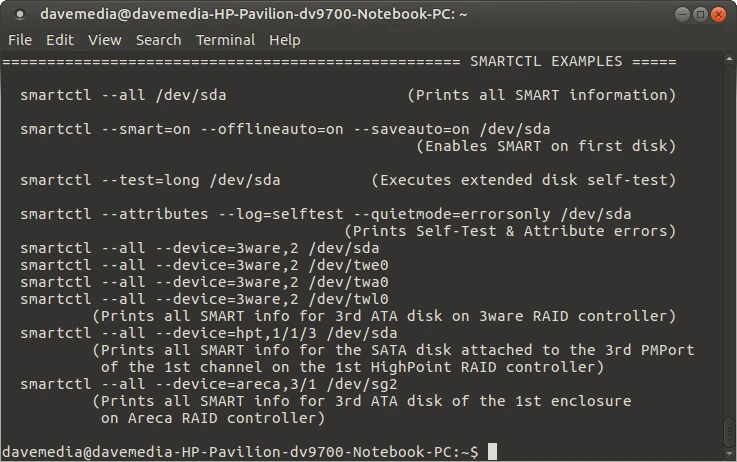 davemedia@davemedia-HP-Pavilion-dv9700-Notebook-PC: ~
File Edit View Search Terminal Help
=================================================== SMARTCTL EXAMPLES =====
smartctl --all /dev/sda (Prints all SMART information)
smartctl --smart=on --offlineauto=on --saveauto=on /dev/sda
(Enables SMART on first disk)
smartctl --test=long /dev/sda (Executes extended disk self-test)
smartctl --attributes --log=selftest --quietmode=errorsonly /dev/sda
(Prints Self-Test & Attribute errors)
smartctl --all --device=3ware,2 /dev/sda
smartctl --all --device=3ware,2 /dev/twe0
smartctl --all --device=3ware,2 /dev/twa0
smartctl --all --device=3ware,2 /dev/twl0
(Prints all SMART info for 3rd ATA disk on 3ware RAID controller)
smartctl --all --device=hpt,1/1/3 /dev/sda
(Prints all SMART info for the SATA disk attached to the 3rd PMPort
of the 1st channel on the 1st HighPoint RAID controller)
smartctl --all --device=areca,3/1 /dev/sg2
(Prints all SMART info for 3rd ATA disk of the 1st enclosure
on Areca RAID controller)
davemedia@davemedia-HP-Pavilion-dv9700-Notebook-PC:~$